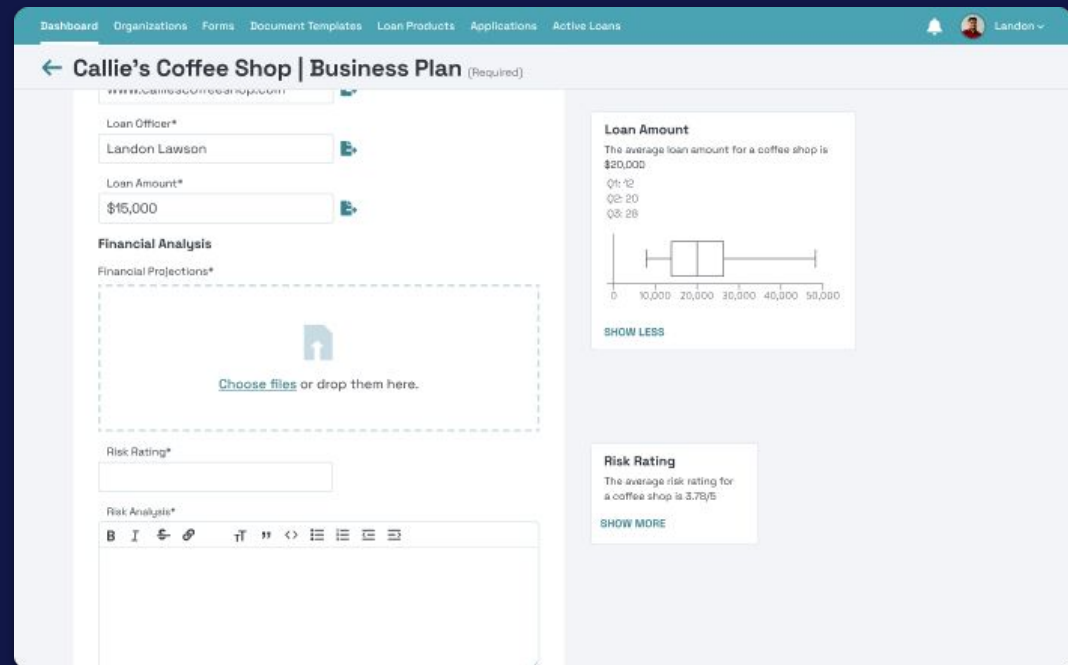 Dashboard Organizations Forms Document Templates Loan Products Applications Active Loans Landon
Callie's Coffee Shop | Business Plan (Required)
www.calliescoffeeshop.com
Loan Officer*
Landon Lawson
Loan Amount*
$15,000
Financial Analysis
Financial Projections*
Choose files or drop them here.
Risk Rating*
Risk Analysis*
B I S
Loan Amount
The average loan amount for a coffee shop is
$20,000
Q1: 12
Q2: 20
Q3: 28
0 10,000 20,000 30,000 40,000 50,000
SHOW LESS
Risk Rating
The average risk rating for
a coffee shop is 3.78/5
SHOW MORE